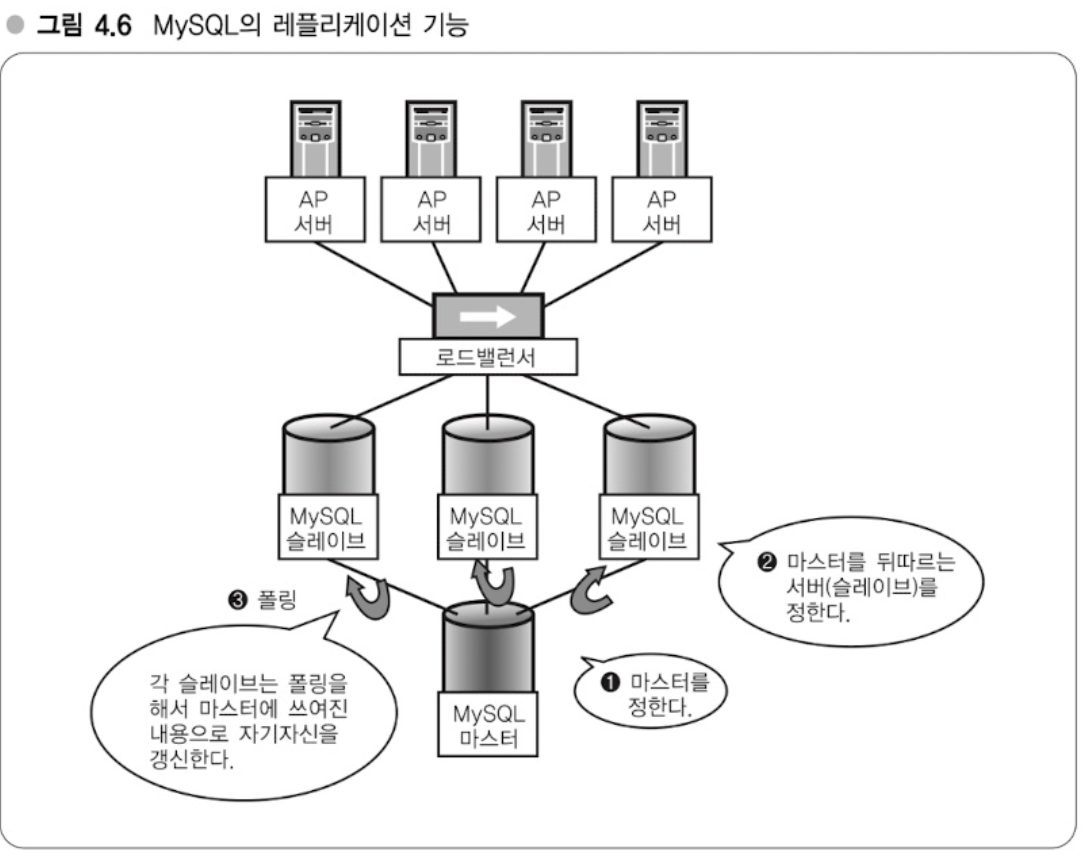 ● 그림 4.6 MySQL의 레플리케이션 기능
AP
서버
AP
서버
AP
서버
AP
서버
로드밸런서
MySQL
슬레이브
MySQL
슬레이브
MySQL
슬레이브
❷ 마스터를 뒤따르는
서버(슬레이브)를
정한다.
❸ 폴링
각 슬레이브는 폴링을
해서 마스터에 쓰여진
내용으로 자기자신을
갱신한다.
❶ 마스터를
정한다.
MySQL
마스터